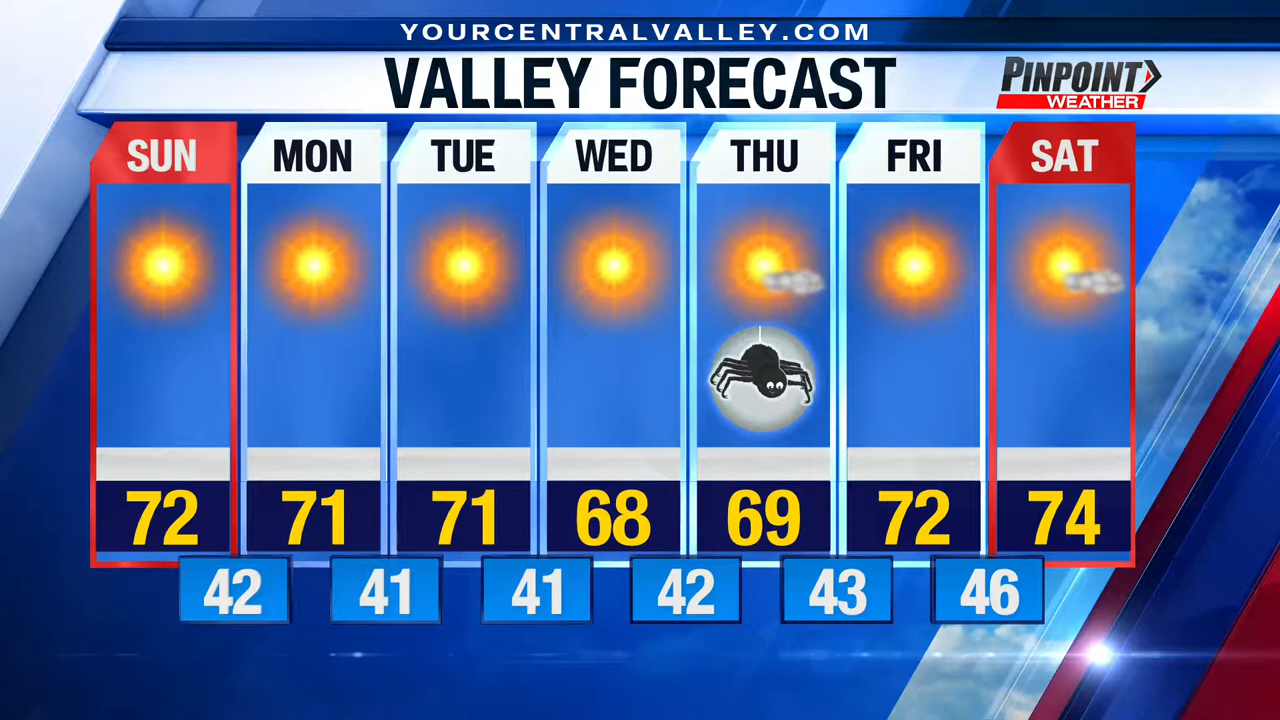 YOURCENTRALVALLEY.COM
VALLEY FORECAST
PINPOINT
WEATHER
SUN MON TUE WED THU FRI SAT
72 71 71 68 69 72 74
42 41 41 42 43 46